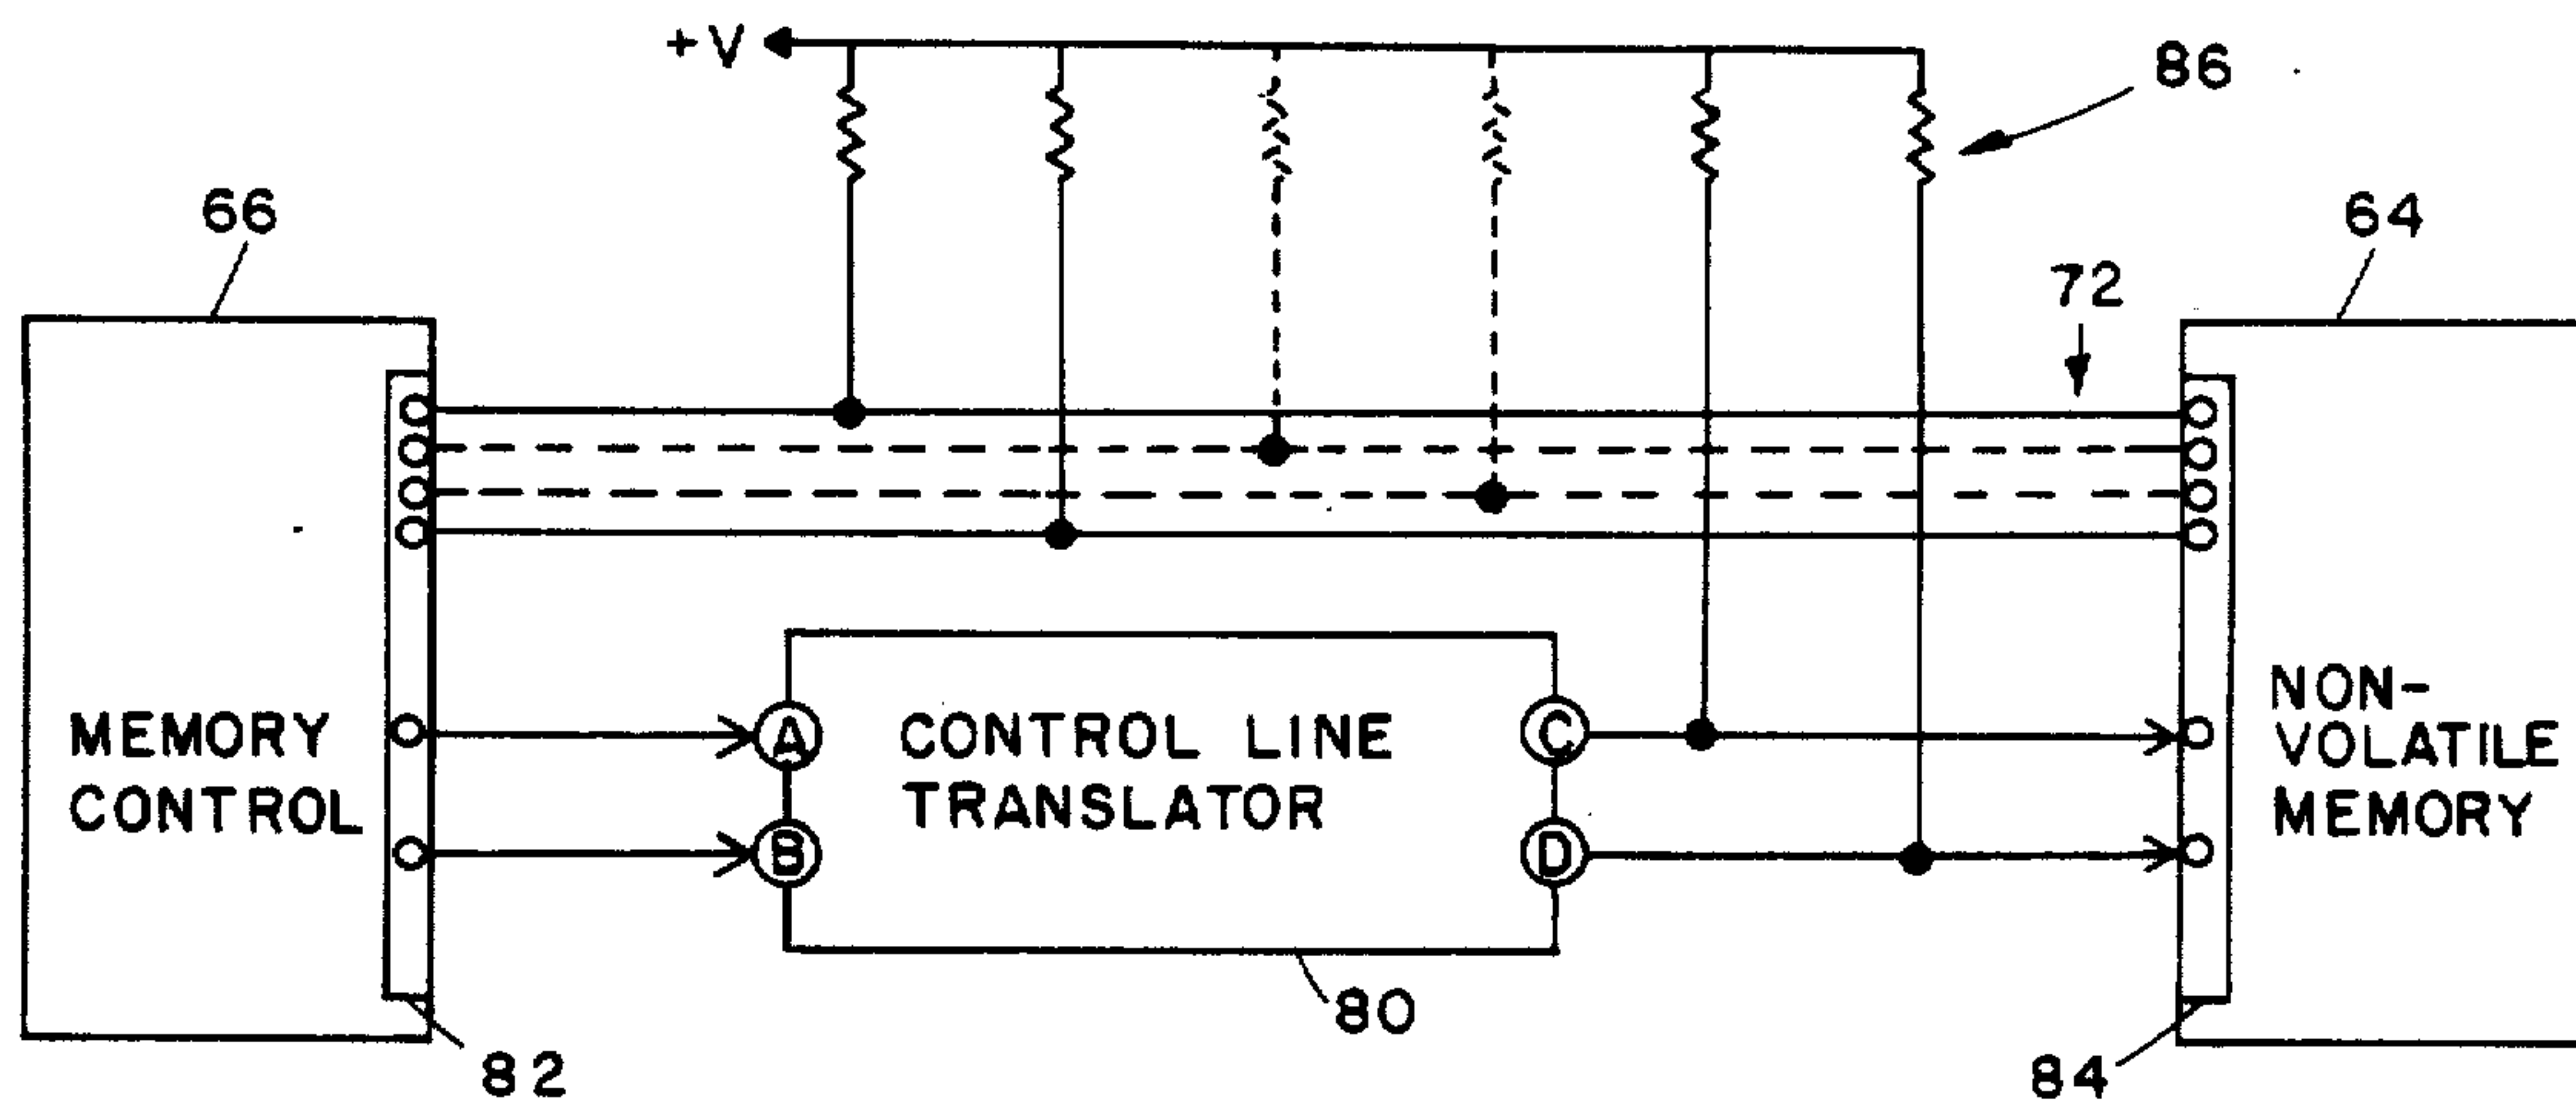 +V
86
66
64
72
MEMORY
CONTROL
A
B
CONTROL LINE
TRANSLATOR
C
D
NON-
VOLATILE
MEMORY
80
82
84